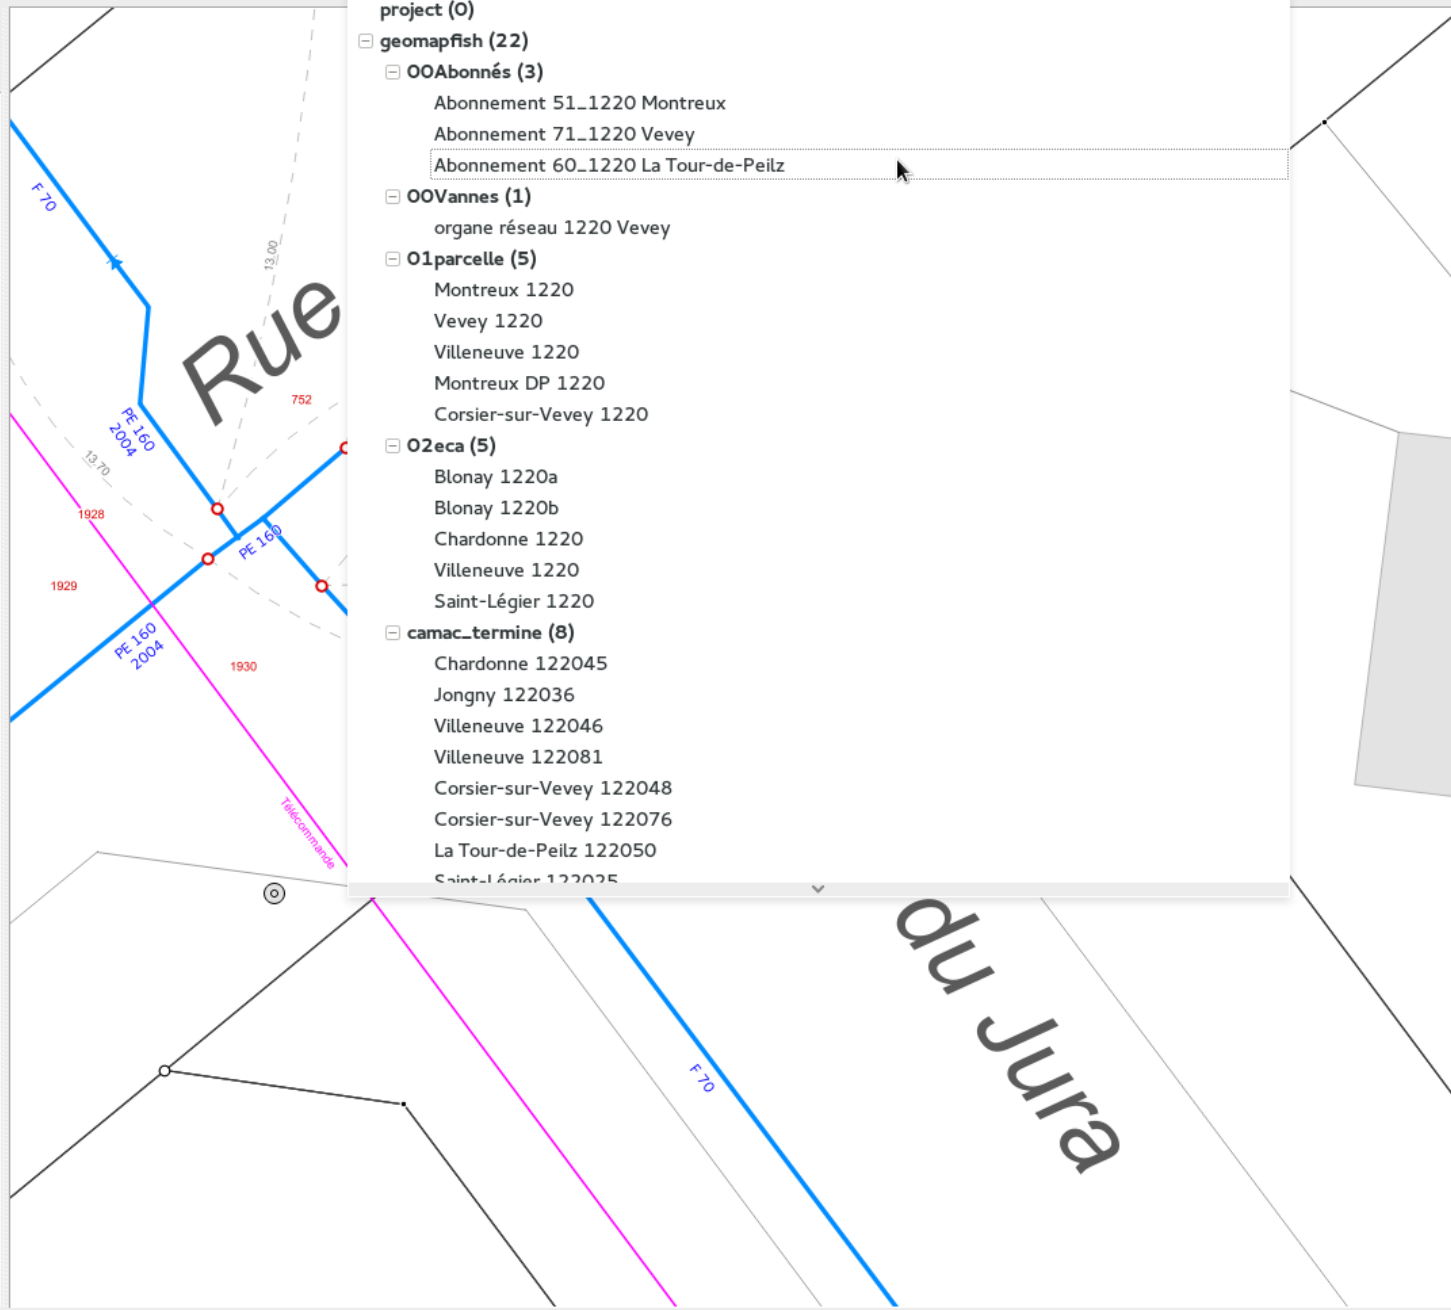 project (0)
geomapfish (22)
00Abonnés (3)
Abonnement 51_1220 Montreux
Abonnement 71_1220 Vevey
Abonnement 60_1220 La Tour-de-Peilz
00Vannes (1)
organe réseau 1220 Vevey
01parcelle (5)
Montreux 1220
Vevey 1220
Villeneuve 1220
Montreux DP 1220
Corsier-sur-Vevey 1220
02eca (5)
Blonay 1220a
Blonay 1220b
Chardonne 1220
Villeneuve 1220
Saint-Légier 1220
camac_termine (8)
Chardonne 122045
Jongny 122036
Villeneuve 122046
Villeneuve 122081
Corsier-sur-Vevey 122048
Corsier-sur-Vevey 122076
La Tour-de-Peilz 122050
Saint-Légier 122025
F 70
13.00
Rue
752
PE 160
2004
13.70
1928
PE 160
1929
PE 160
2004
1930
Télécommande
du Jura
F 70